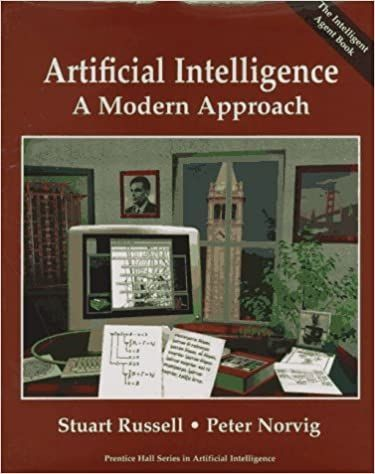 The Intelligent
Agent Book
Artificial Intelligence
A Modern Approach
Stuart Russell • Peter Norvig
Prentice Hall Series in Artificial Intelligence